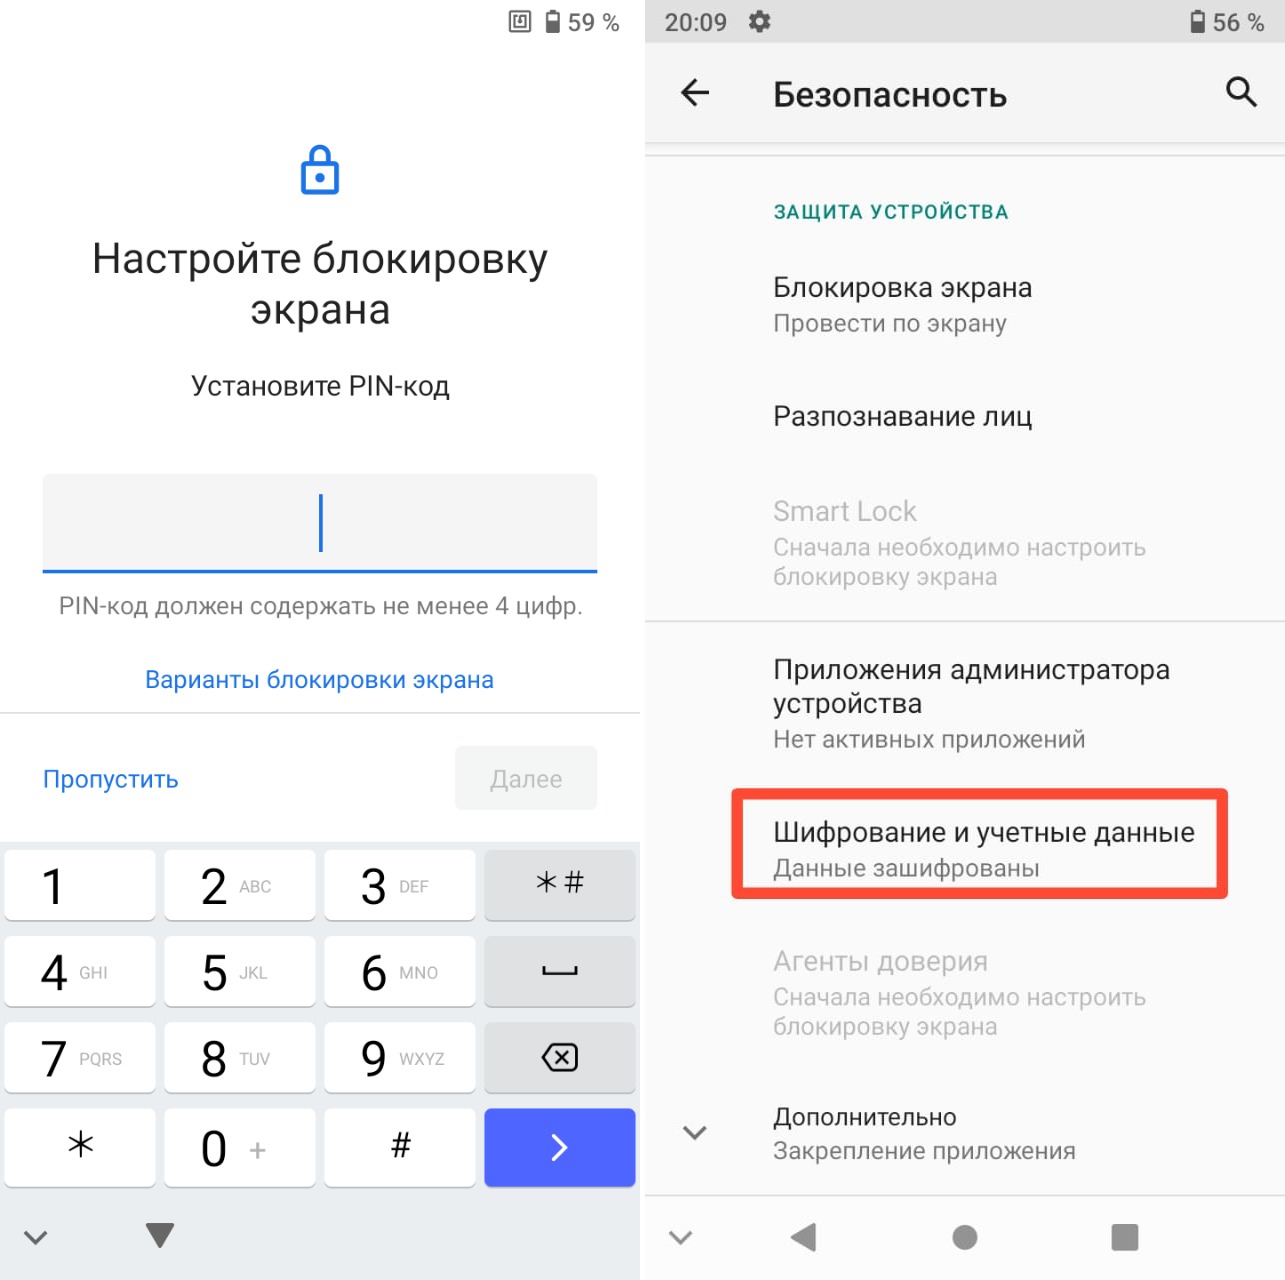 59 %
Настройте блокировку
экрана
Установите PIN-код
PIN-код должен содержать не менее 4 цифр.
Варианты блокировки экрана
Пропустить
Далее
1
2 ABC
3 DEF
*#
4 GHI
5 JKL
6 MNO
7 PQRS
8 TUV
9 WXYZ
*
0 +
#
20:09
56 %
Безопасность
ЗАЩИТА УСТРОЙСТВА
Блокировка экрана
Провести по экрану
Разпознавание лиц
Smart Lock
Сначала необходимо настроить
блокировку экрана
Приложения администратора
устройства
Нет активных приложений
Шифрование и учетные данные
Данные зашифрованы
Агенты доверия
Сначала необходимо настроить
блокировку экрана
Дополнительно
Закрепление приложения